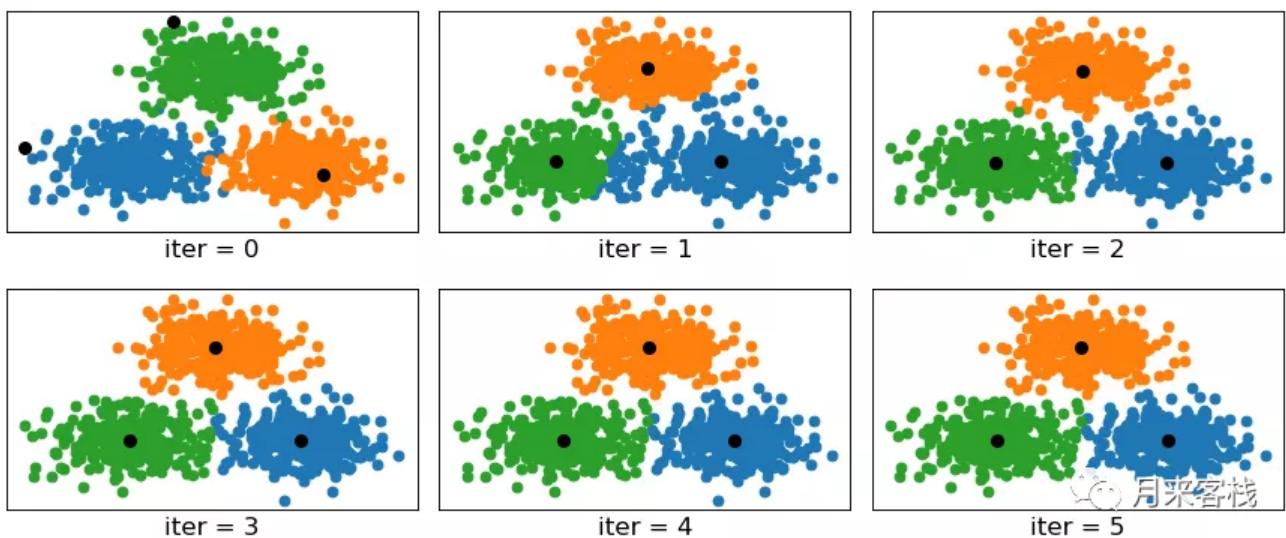 iter = 0
iter = 1
iter = 2
iter = 3
iter = 4
iter = 5
月来客栈